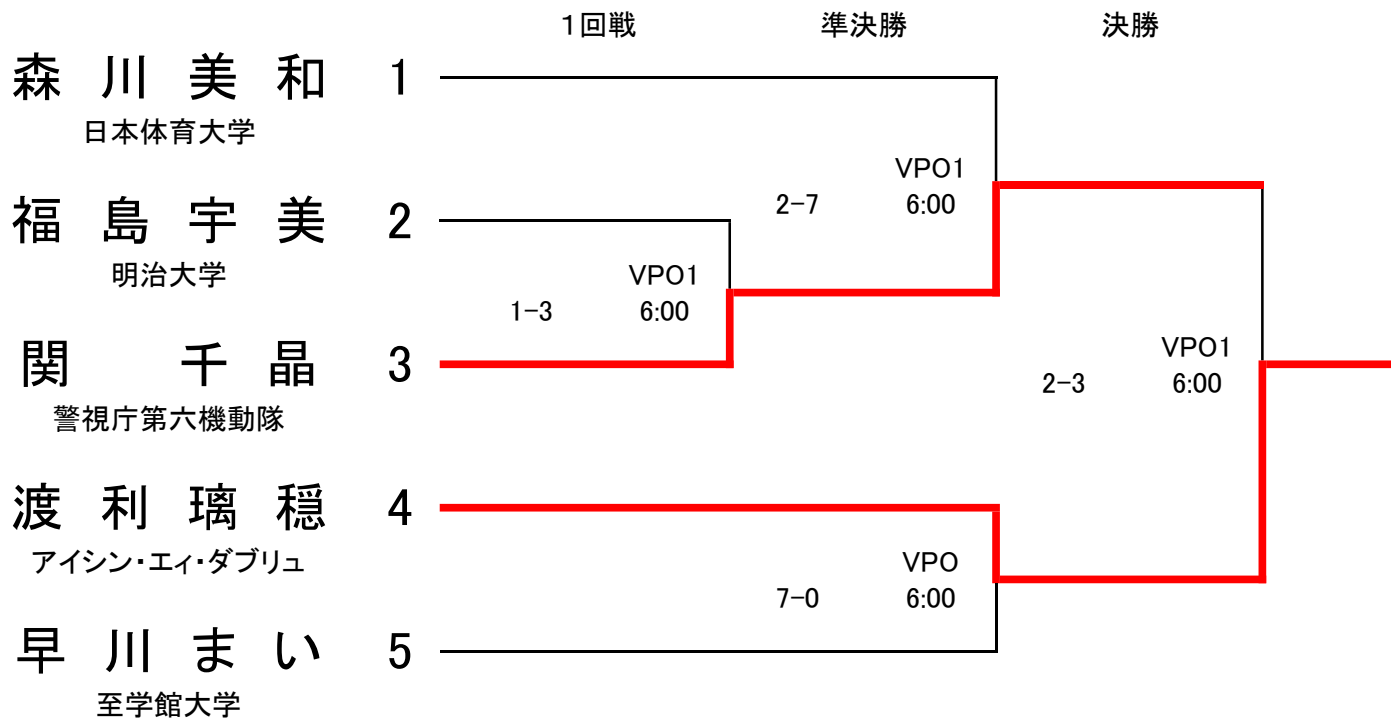 1回戦 準決勝 決勝
森 川 美 和 1
日本体育大学
VPO1
2-7 6:00
福 島 宇 美 2
明治大学
VPO1
1-3 6:00
関 千 晶 3
警視庁第六機動隊
VPO1
2-3 6:00
渡 利 璃 穏 4
アイシン・エィ・ダブリュ
VPO
7-0 6:00
早 川 ま い 5
至学館大学